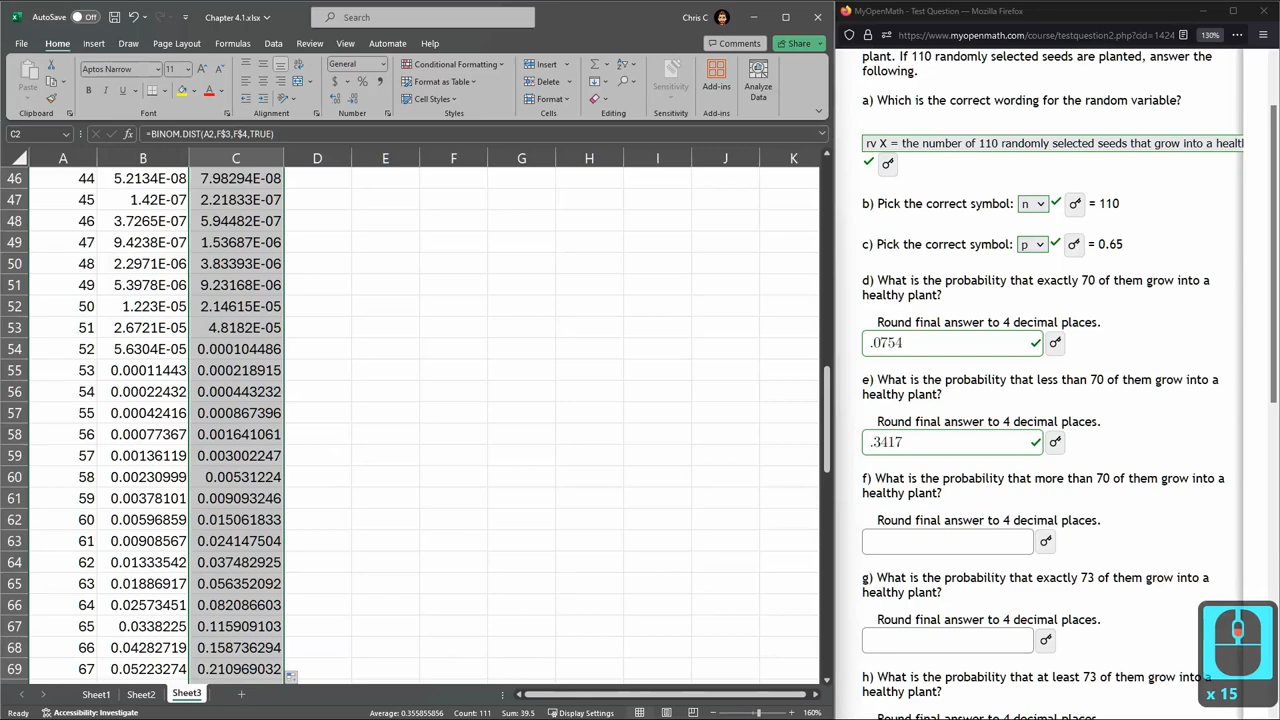 AutoSave Off Chapter 4.1.xlsx Search Chris C
File Home Insert Draw Page Layout Formulas Data Review View Automate Help Comments Share
Paste Clipboard
Aptos Narrow 11 Font
Alignment
General Number
Conditional Formatting
Format as Table
Cell Styles
Styles
Insert
Delete
Format
Cells
Editing
Sensitivity
Sensitivity
Add-ins
Add-ins
Analyze Data
C2 =BINOM.DIST(A2,F$3,F$4,TRUE)
A B C D E F G H I J K
46 44 5.2134E-08 7.98294E-08
47 45 1.42E-07 2.21833E-07
48 46 3.7265E-07 5.94482E-07
49 47 9.4238E-07 1.53687E-06
50 48 2.2971E-06 3.83393E-06
51 49 5.3978E-06 9.23168E-06
52 50 1.223E-05 2.14615E-05
53 51 2.6721E-05 4.8182E-05
54 52 5.6304E-05 0.000104486
55 53 0.00011443 0.000218915
56 54 0.00022432 0.000443232
57 55 0.00042416 0.000867396
58 56 0.00077367 0.001641061
59 57 0.00136119 0.003002247
60 58 0.00230999 0.00531224
61 59 0.00378101 0.009093246
62 60 0.00596859 0.015061833
63 61 0.00908567 0.024147504
64 62 0.01333542 0.037482925
65 63 0.01886917 0.056352092
66 64 0.02573451 0.082086603
67 65 0.0338225 0.115909103
68 66 0.04282719 0.158736294
69 67 0.05223274 0.210969032
Sheet1 Sheet2 Sheet3
Ready Accessibility: Investigate Average: 0.355855856 Count: 111 Sum: 39.5 Display Settings 160%
MyOpenMath - Test Question — Mozilla Firefox
https://www.myopenmath.com/course/testquestion2.php?cid=1424 130%
plant. If 110 randomly selected seeds are planted, answer the
following.
a) Which is the correct wording for the random variable?
rv X = the number of 110 randomly selected seeds that grow into a healt
b) Pick the correct symbol: n = 110
c) Pick the correct symbol: p = 0.65
d) What is the probability that exactly 70 of them grow into a
healthy plant?
Round final answer to 4 decimal places.
.0754
e) What is the probability that less than 70 of them grow into a
healthy plant?
Round final answer to 4 decimal places.
.3417
f) What is the probability that more than 70 of them grow into a
healthy plant?
Round final answer to 4 decimal places.
g) What is the probability that exactly 73 of them grow into a
healthy plant?
Round final answer to 4 decimal places.
h) What is the probability that at least 73 of them grow into a
healthy plant?
Round final answer to 4 decimal places.
x 15